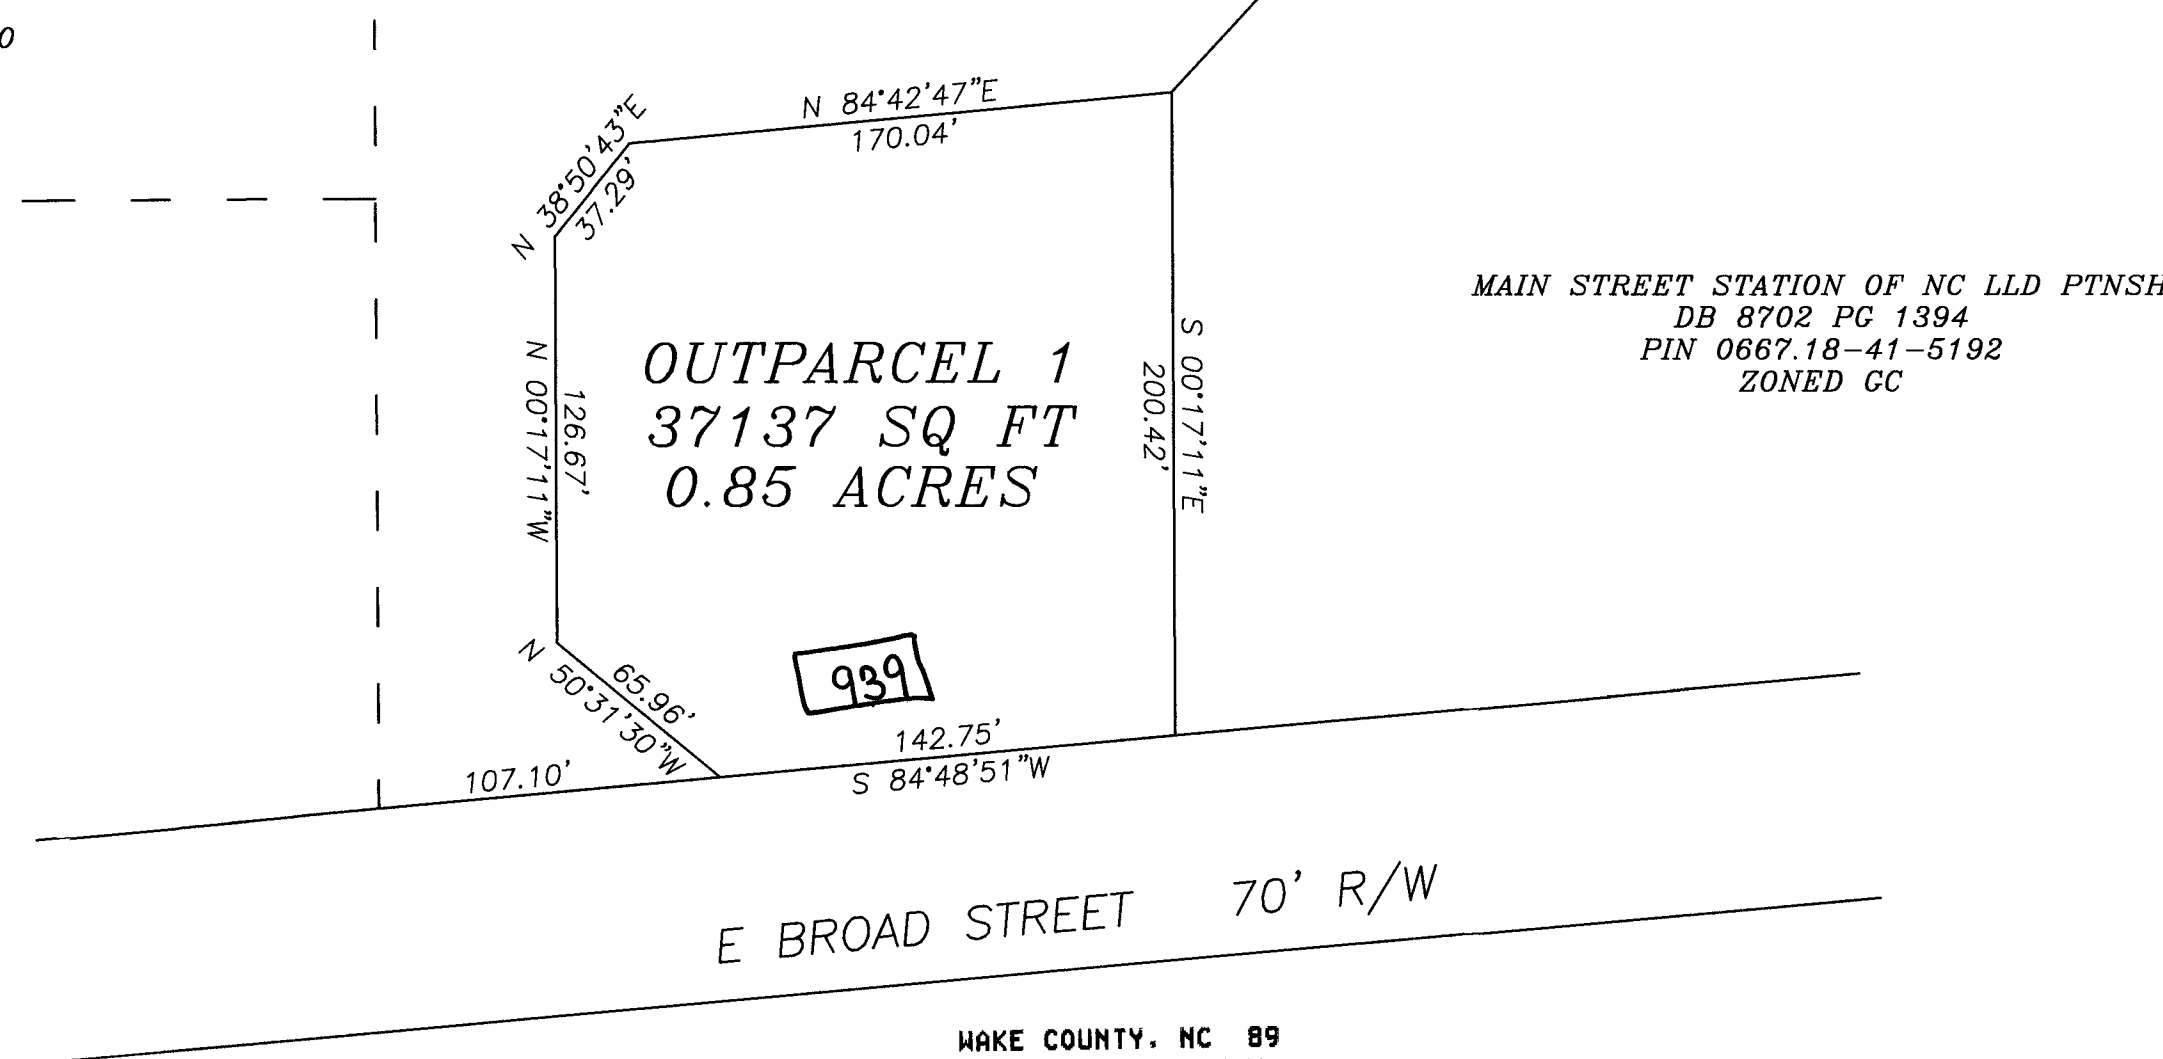 N 84°42'47"E
170.04'
N 38°50'43"E
37.29'
N 00°17'11"W
126.67'
OUTPARCEL 1
37137 SQ FT
0.85 ACRES
S 00°17'11"E
200.42'
MAIN STREET STATION OF NC LLD PTNSH
DB 8702 PG 1394
PIN 0667.18-41-5192
ZONED GC
939
65.96'
N 50°31'30"W
142.75'
S 84°48'51"W
107.10'
E BROAD STREET 70' R/W
WAKE COUNTY, NC 89